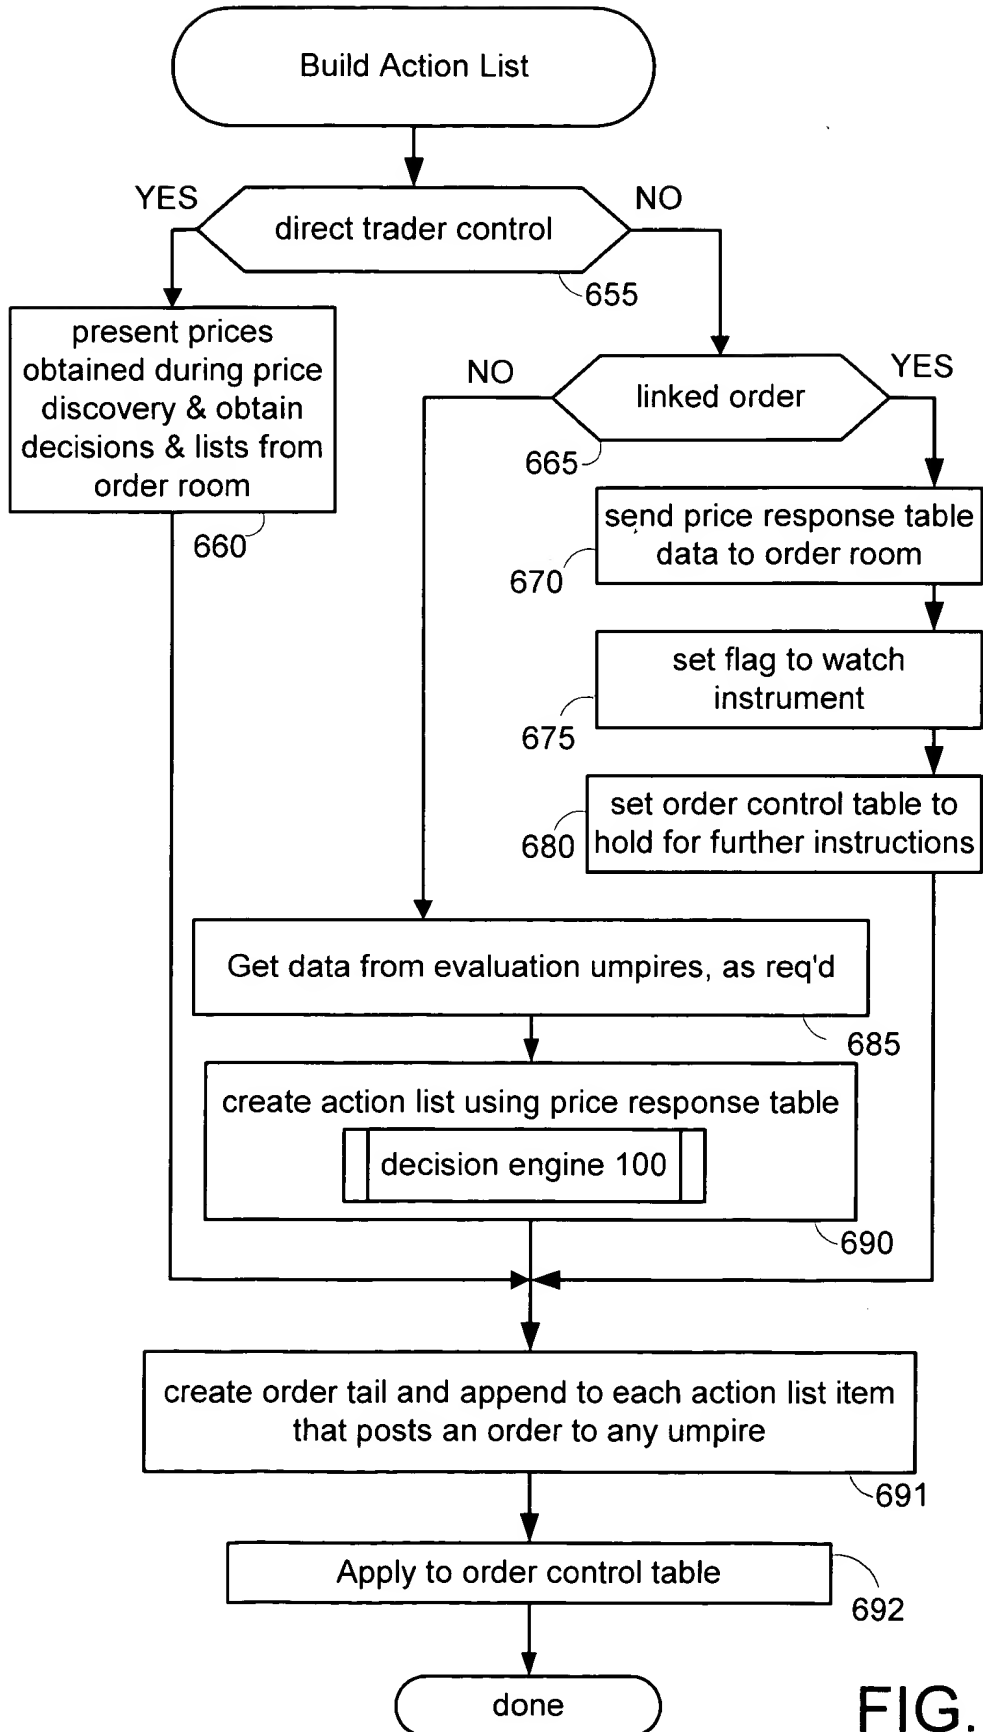 Build Action List
YES
NO
direct trader control
655
present prices
obtained during price
discovery & obtain
decisions & lists from
order room
660
NO
YES
linked order
665
send price response table
data to order room
670
set flag to watch
instrument
675
set order control table to
hold for further instructions
680
Get data from evaluation umpires, as req'd
685
create action list using price response table
decision engine 100
690
create order tail and append to each action list item
that posts an order to any umpire
691
Apply to order control table
692
done
FIG.